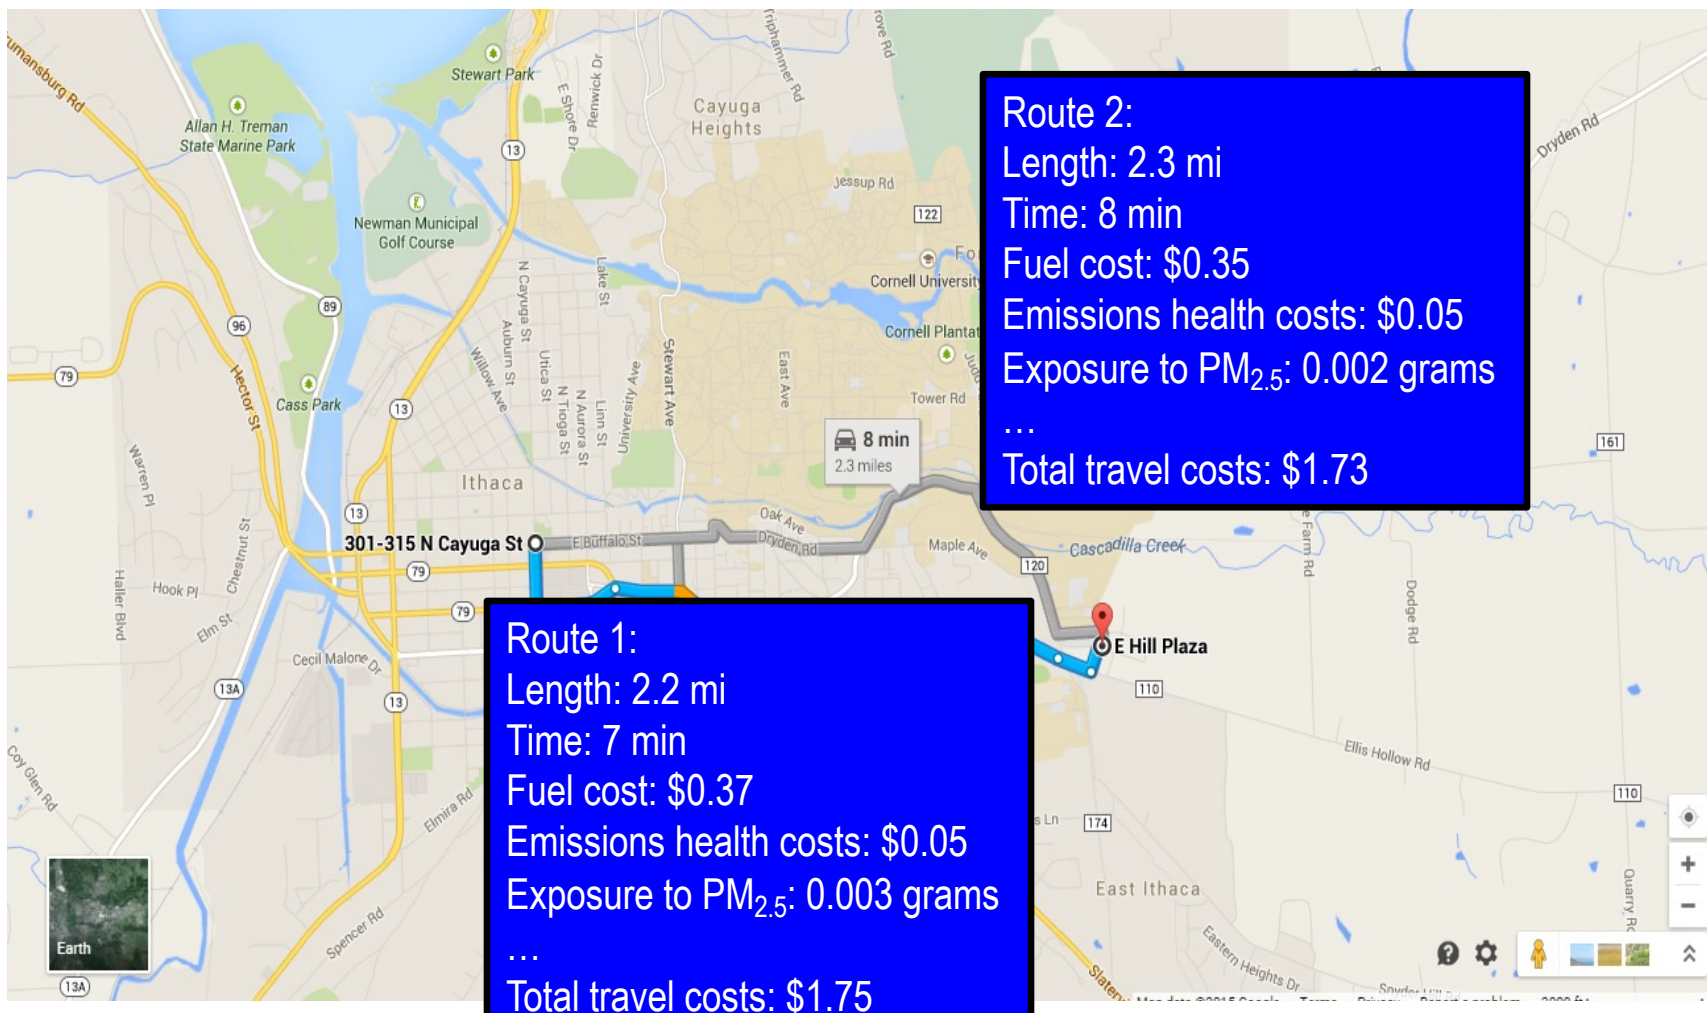 Stewart Park
Allan H. Treman
State Marine Park
Cayuga
Heights
E Shore Dr
Renwick Dr
13
Dryden Rd
Jessup Rd
122
Newman Municipal
Golf Course
Cornell University
Route 2:
Length: 2.3 mi
Time: 8 min
Fuel cost: $0.35
Emissions health costs: $0.05
Exposure to PM2.5: 0.002 grams
…
Total travel costs: $1.73
N Cayuga St
Lake St
89
96
Auburn St
Willow Ave
Utica St
N Tioga St
N Aurora St
Linn St
University Ave
Stewart Ave
East Ave
79
Hector St
Cass Park
13
Tower Rd
8 min
2.3 miles
161
Warren Pl
Ithaca
13
Oak Ave
301-315 N Cayuga St
E Buffalo St
Dryden Rd
Maple Ave
Cascadilla Creek
120
79
Chestnut St
Haller Blvd
Hook Pl
79
Elm St
Dodge Rd
E Hill Plaza
Cecil Malone Dr
13A
13
110
Route 1:
Length: 2.2 mi
Time: 7 min
Fuel cost: $0.37
Emissions health costs: $0.05
Exposure to PM2.5: 0.003 grams
…
Total travel costs: $1.75
Coy Glen Rd
Ellis Hollow Rd
110
Elmira Rd
174
East Ithaca
Spencer Rd
Earth
Eastern Heights Dr
13A